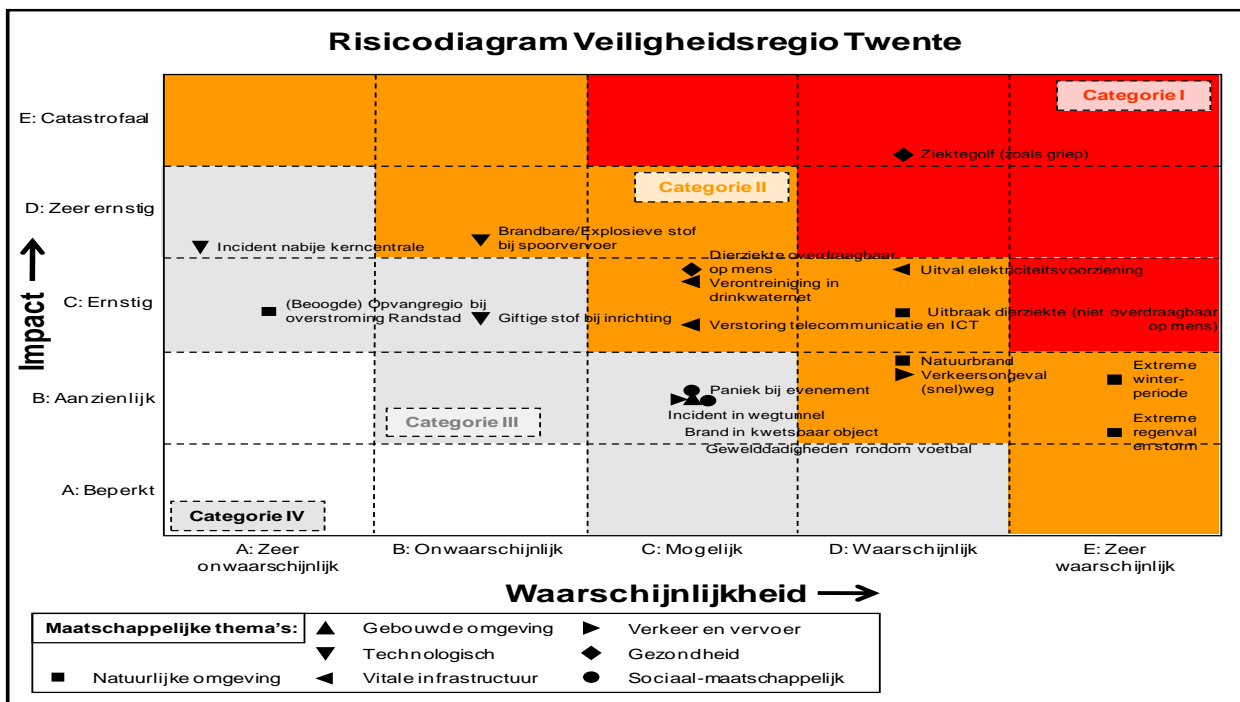 Risicodiagram Veiligheidsregio Twente
Impact
E: Catastrofaal
D: Zeer ernstig
C: Ernstig
B: Aanzienlijk
A: Beperkt
Categorie I
Ziektegolf (zoals griep)
Categorie II
Incident nabije kerncentrale
Brandbare/Explosieve stof
bij spoorvervoer
Dierziekte overdraagbaar
op mens
Verontreiniging in
drinkwaternet
Uitval elektriciteitsvoorziening
(Beoogde) Opvangregio bij
overstroming Randstad
Giftige stof bij inrichting
Verstoring telecommunicatie en ICT
Uitbraak dierziekte (niet overdraagbaar
op mens)
Natuurbrand
Verkeersongeval
(snel)weg
Extreme
winter-
periode
Paniek bij evenement
Incident in wegtunnel
Brand in kwetsbaar object
Gewelddadigheden rondom voetbal
Extreme
regenval
en storm
Categorie III
Categorie IV
A: Zeer
onwaarschijnlijk
B: Onwaarschijnlijk
C: Mogelijk
D: Waarschijnlijk
E: Zeer
waarschijnlijk
Waarschijnlijkheid
Maatschappelijke thema's:
Gebouwde omgeving
Verkeer en vervoer
Technologisch
Gezondheid
Natuurlijke omgeving
Vitale infrastructuur
Sociaal-maatschappelijk